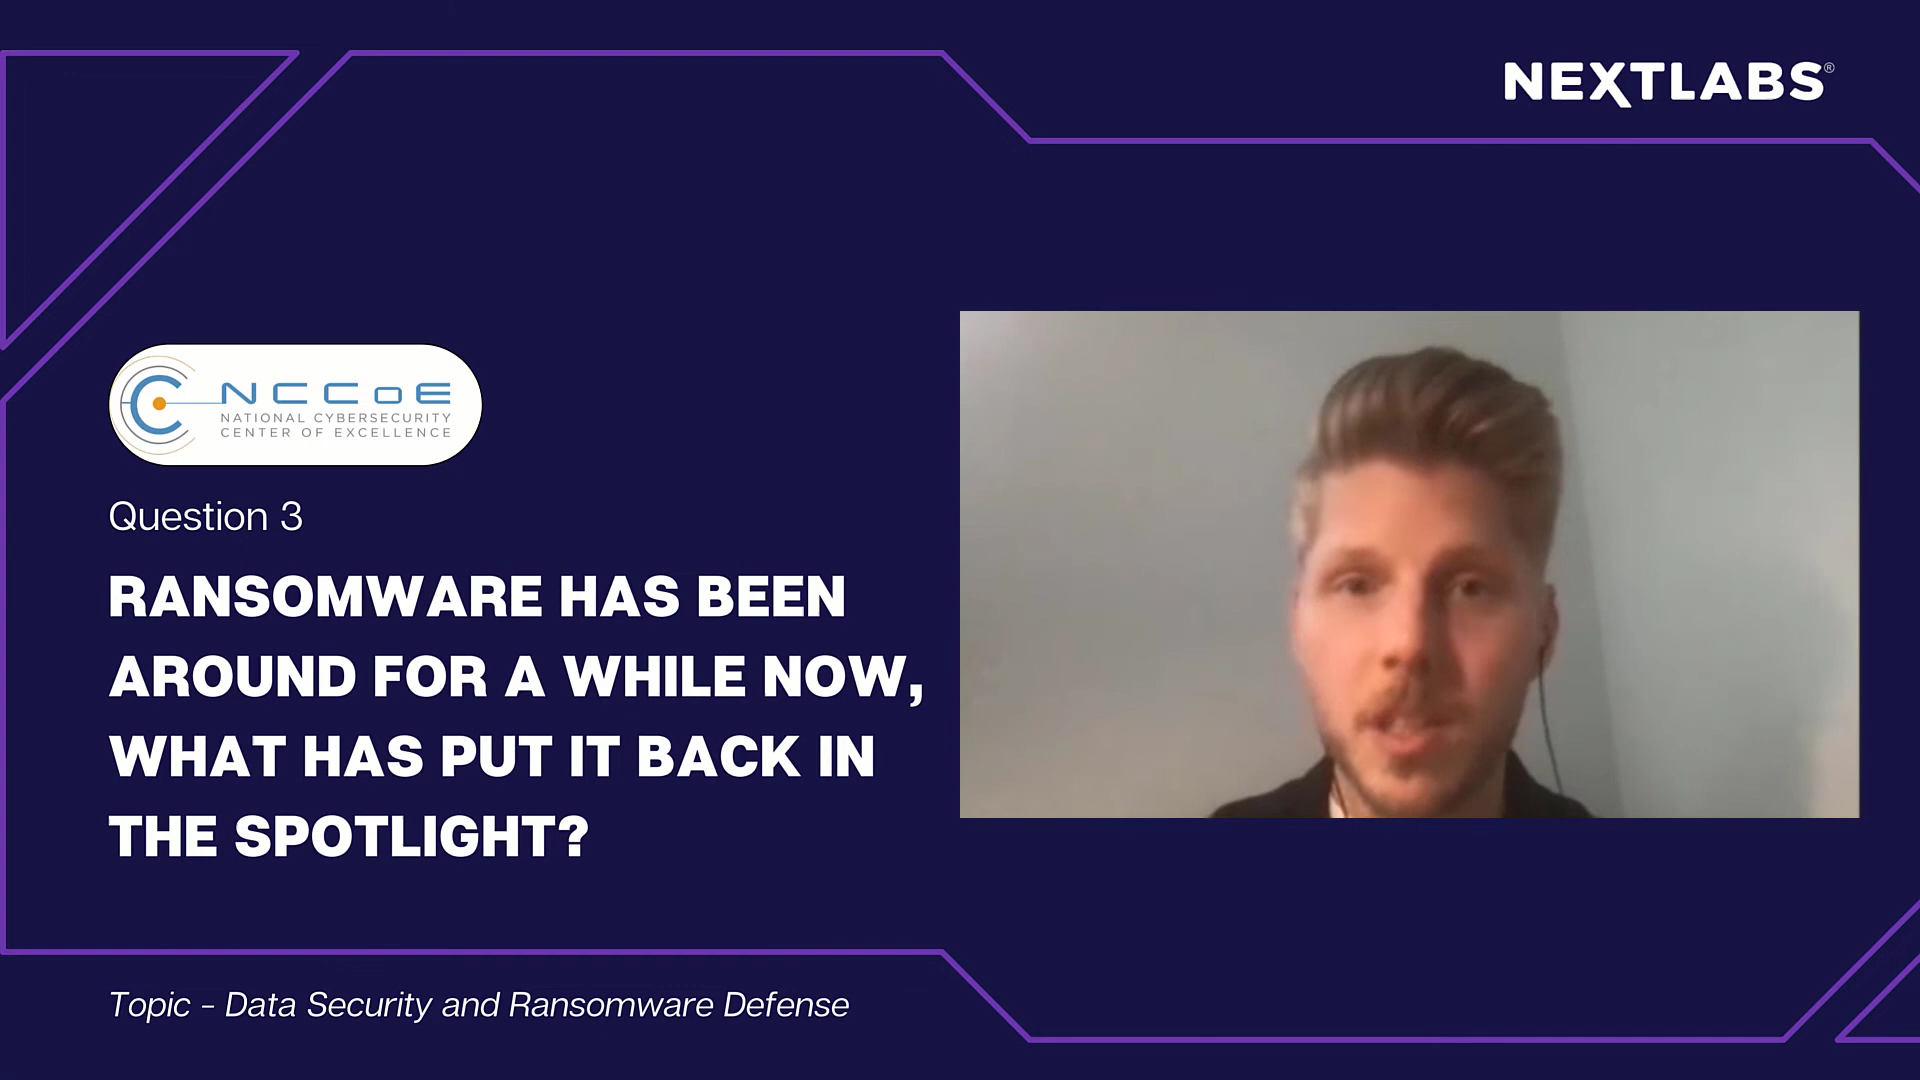 NEXTLABS®
NCCoE
NATIONAL CYBERSECURITY
CENTER OF EXCELLENCE
Question 3
RANSOMWARE HAS BEEN
AROUND FOR A WHILE NOW,
WHAT HAS PUT IT BACK IN
THE SPOTLIGHT?
Topic - Data Security and Ransomware Defense